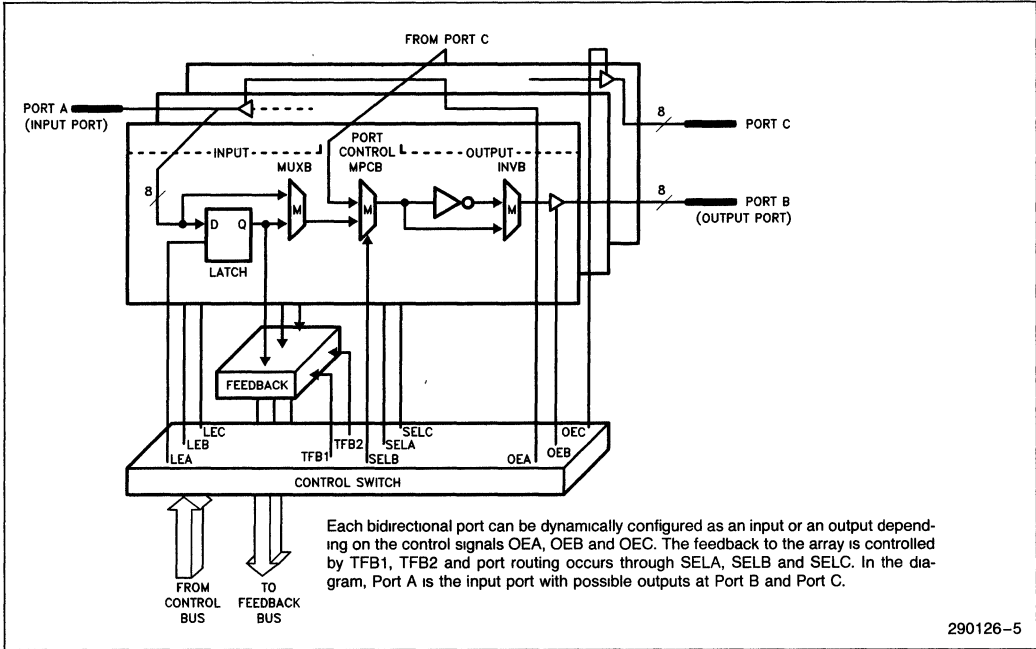 FROM PORT C
PORT A
(INPUT PORT)
8
PORT C
INPUT
PORT
CONTROL
OUTPUT
MUXB
MPCB
INVB
8
M
M
M
8
PORT B
(OUTPUT PORT)
D Q
LATCH
FEEDBACK
LEC
LEB
LEA
TFB2
TFB1
SELC
SELA
SELB
OEC
OEB
OEA
CONTROL SWITCH
FROM
CONTROL
BUS
TO
FEEDBACK
BUS
Each bidirectional port can be dynamically configured as an input or an output depend-
ing on the control signals OEA, OEB and OEC. The feedback to the array is controlled
by TFB1, TFB2 and port routing occurs through SELA, SELB and SELC. In the dia-
gram, Port A is the input port with possible outputs at Port B and Port C.
290126–5